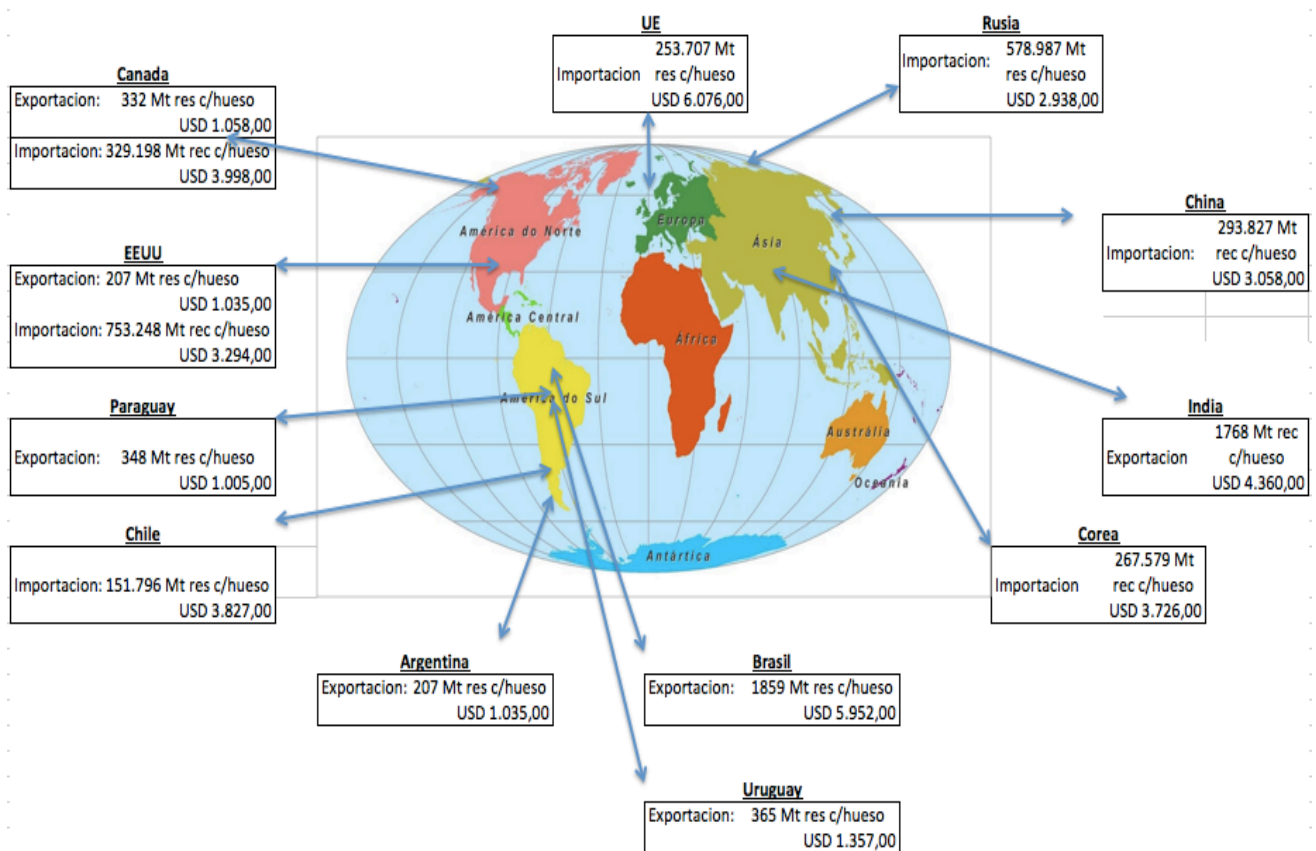 UE
253.707 Mt
Importacion res c/hueso
USD 6.076,00
Rusia
578.987 Mt
Importacion: res c/hueso
USD 2.938,00
Canada
Exportacion: 332 Mt res c/hueso
USD 1.058,00
Importacion: 329.198 Mt rec c/hueso
USD 3.998,00
China
293.827 Mt
Importacion: rec c/hueso
USD 3.058,00
EEUU
Exportacion: 207 Mt res c/hueso
USD 1.035,00
Importacion: 753.248 Mt rec c/hueso
USD 3.294,00
América do Norte
Europa
Ásia
América Central
África
América do Sul
Austrália
Oceania
Antártica
Paraguay
Exportacion: 348 Mt res c/hueso
USD 1.005,00
India
1768 Mt rec
Exportacion c/hueso
USD 4.360,00
Chile
Importacion: 151.796 Mt res c/hueso
USD 3.827,00
Corea
267.579 Mt
Importacion rec c/hueso
USD 3.726,00
Argentina
Exportacion: 207 Mt res c/hueso
USD 1.035,00
Brasil
Exportacion: 1859 Mt res c/hueso
USD 5.952,00
Uruguay
Exportacion: 365 Mt res c/hueso
USD 1.357,00